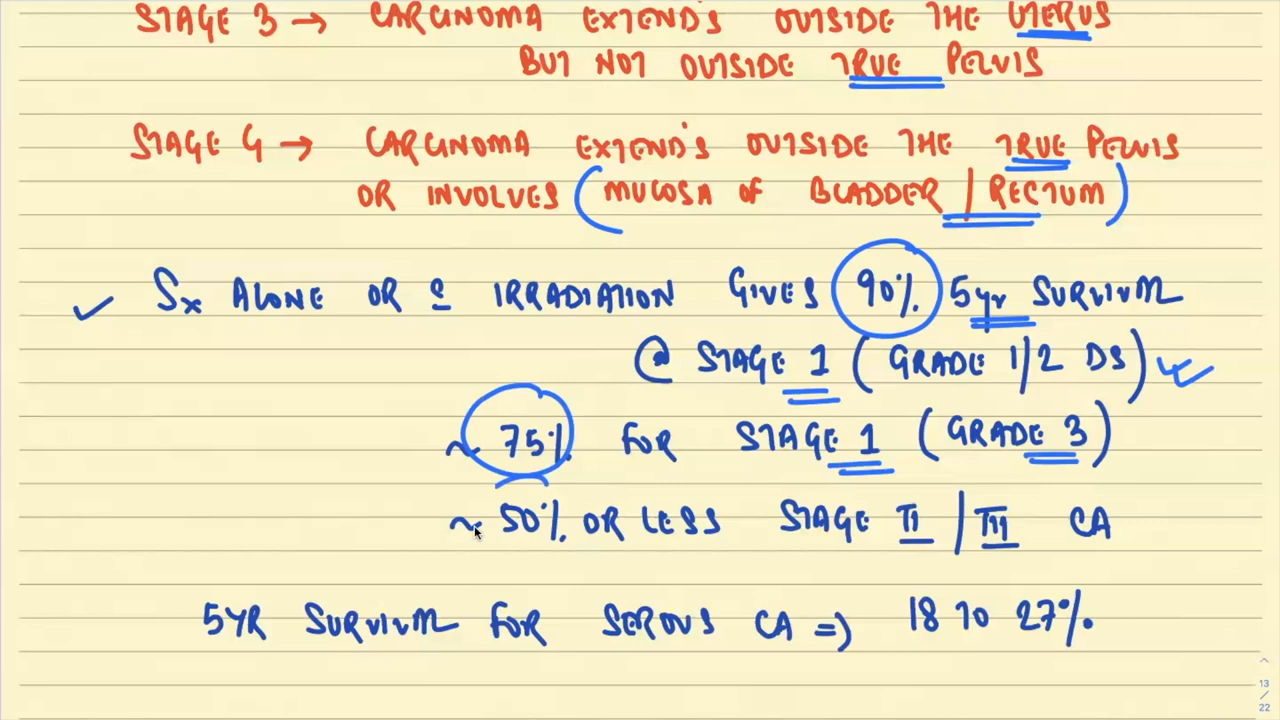 STAGE 3 → CARCINOMA EXTENDS OUTSIDE THE UTERUS
BUT NOT OUTSIDE TRUE PELVIS
STAGE 4 → CARCINOMA EXTEND'S OUTSIDE THE TRUE PELVIS
OR INVOLVES (MUCOSA OF BLADDER / RECTUM)
✓ Sx ALONE OR c̄ IRRADIATION GIVES 90% 5yr SURVIVAL
@ STAGE 1 (GRADE 1/2 DS) ✓
~ 75% FOR STAGE 1 (GRADE 3)
~ 50% OR LESS STAGE II / III CA
5YR SURVIVAL FOR SEROUS CA => 18 TO 27%.
13
/
22